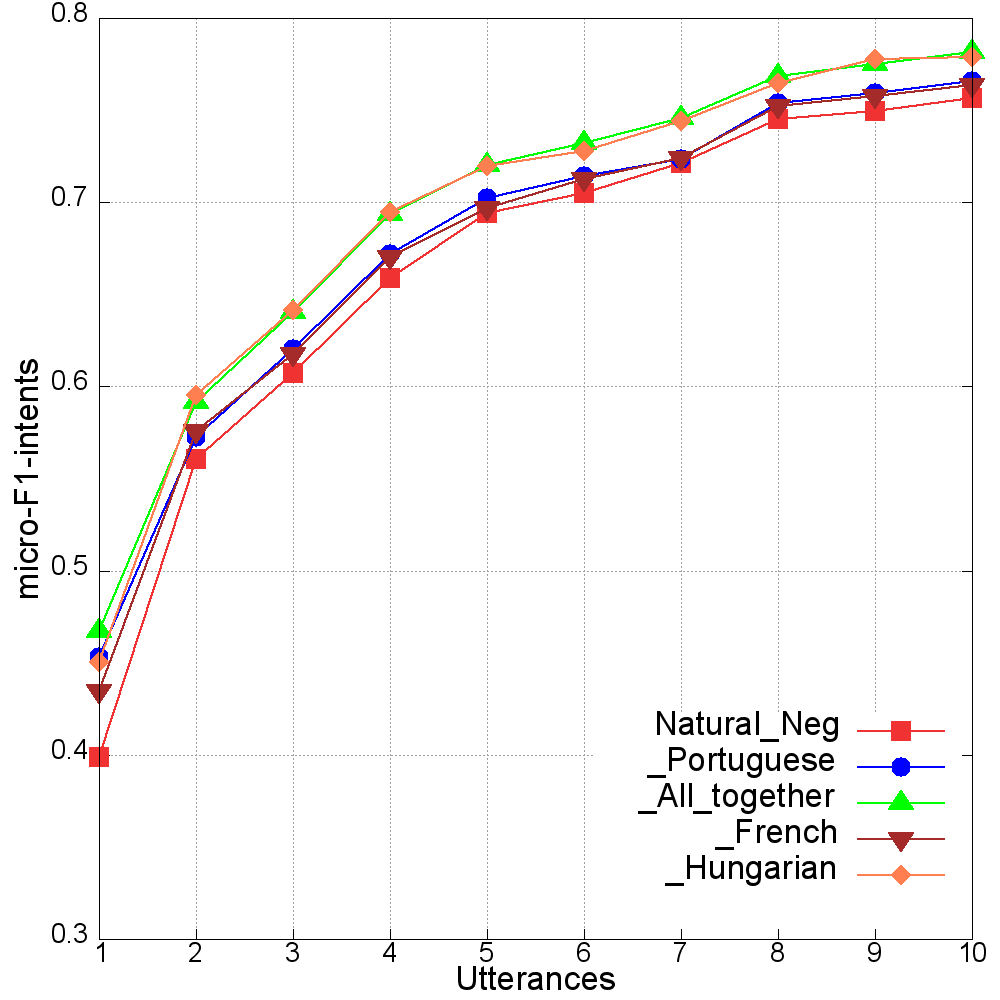 0.8
0.7
0.6
0.5
0.4
0.3
micro-F1-intents
Natural_Neg
_Portuguese
_All_together
_French
_Hungarian
1 2 3 4 5 6 7 8 9 10
Utterances